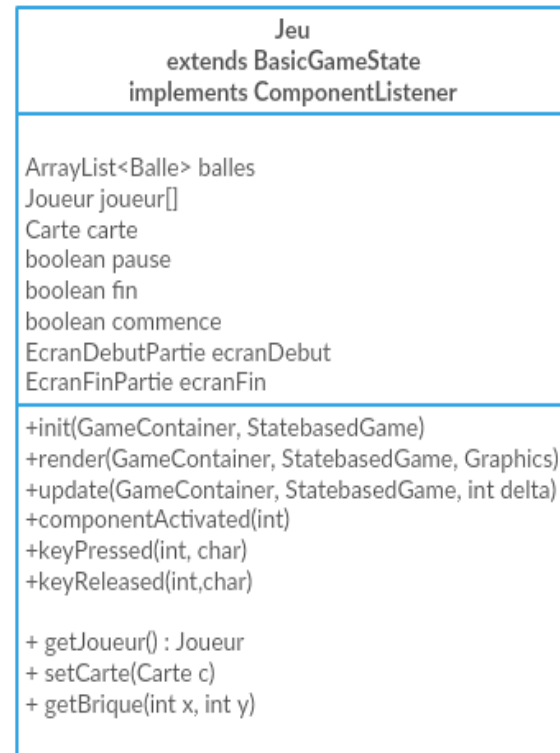 Jeu
extends BasicGameState
implements ComponentListener
ArrayList<Balle> balles
Joueur joueur[]
Carte carte
boolean pause
boolean fin
boolean commence
EcranDebutPartie ecranDebut
EcranFinPartie ecranFin
+init(GameContainer, StatebasedGame)
+render(GameContainer, StatebasedGame, Graphics)
+update(GameContainer, StatebasedGame, int delta)
+componentActivated(int)
+keyPressed(int, char)
+keyReleased(int,char)
+ getJoueur() : Joueur
+ setCarte(Carte c)
+ getBrique(int x, int y)